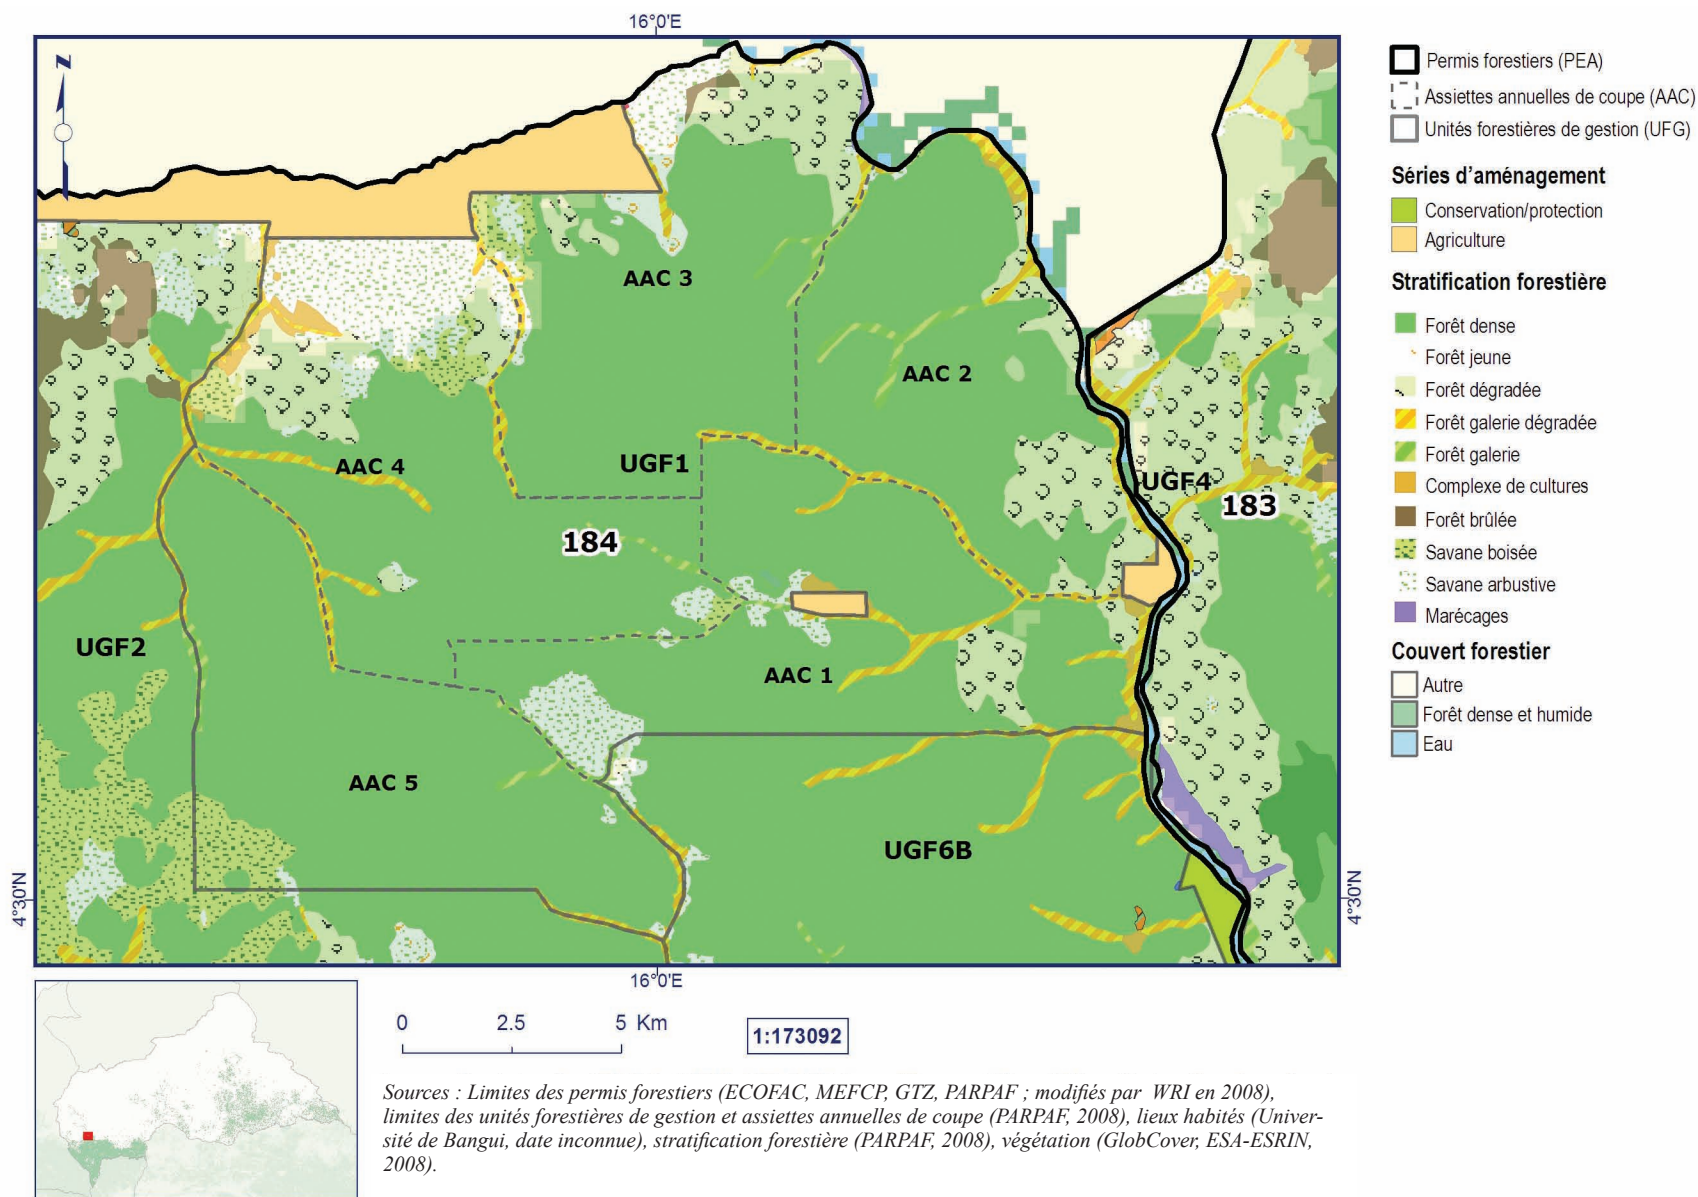 16°0'E
Z
AAC 3
AAC 2
AAC 4
UGF1
UGF4
183
184
UGF2
AAC 1
AAC 5
UGF6B
4°30'N
4°30'N
16°0'E
Permis forestiers (PEA)
Assiettes annuelles de coupe (AAC)
Unités forestières de gestion (UFG)
Séries d'aménagement
Conservation/protection
Agriculture
Stratification forestière
Forêt dense
Forêt jeune
Forêt dégradée
Forêt galerie dégradée
Forêt galerie
Complexe de cultures
Forêt brûlée
Savane boisée
Savane arbustive
Marécages
Couvert forestier
Autre
Forêt dense et humide
Eau
0 2.5 5 Km
1:173092
Sources : Limites des permis forestiers (ECOFAC, MEFCP, GTZ, PARPAF ; modifiés par WRI en 2008),
limites des unités forestières de gestion et assiettes annuelles de coupe (PARPAF, 2008), lieux habités (Univer-
sité de Bangui, date inconnue), stratification forestière (PARPAF, 2008), végétation (GlobCover, ESA-ESRIN,
2008).